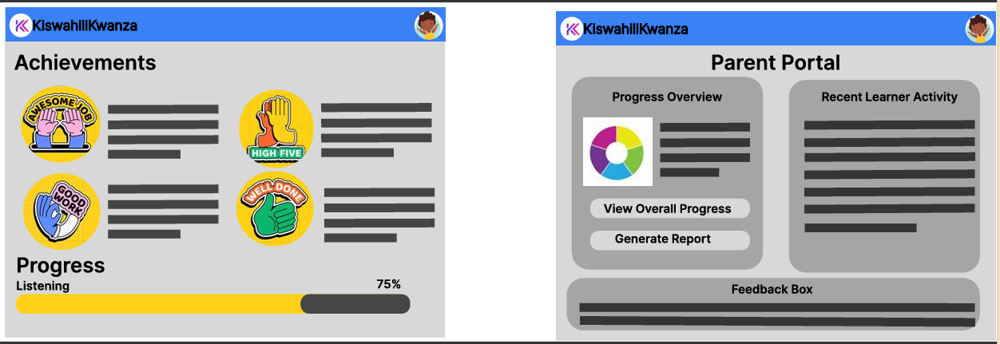 KiswahiliKwanza
Achievements
AWESOME JOB
HIGH FIVE
GOOD
WORK
WELL DONE
Progress
Listening
75%
KiswahiliKwanza
Parent Portal
Progress Overview
View Overall Progress
Generate Report
Recent Learner Activity
Feedback Box